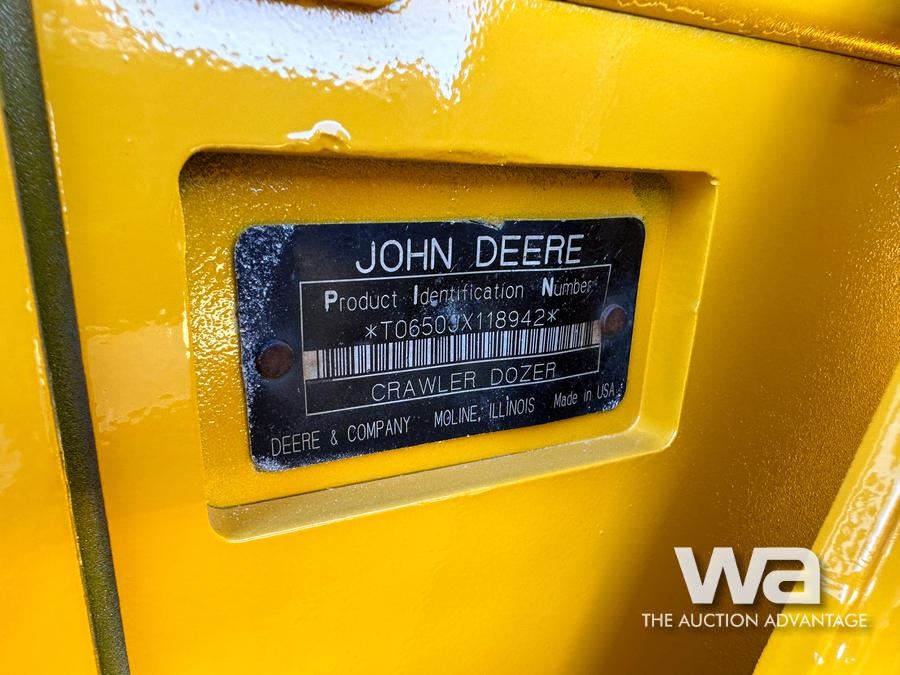 JOHN DEERE
Product Identification Number
*T0650JX118942*
CRAWLER DOZER
DEERE & COMPANY MOLINE, ILLINOIS Made in USA
wa
THE AUCTION ADVANTAGE